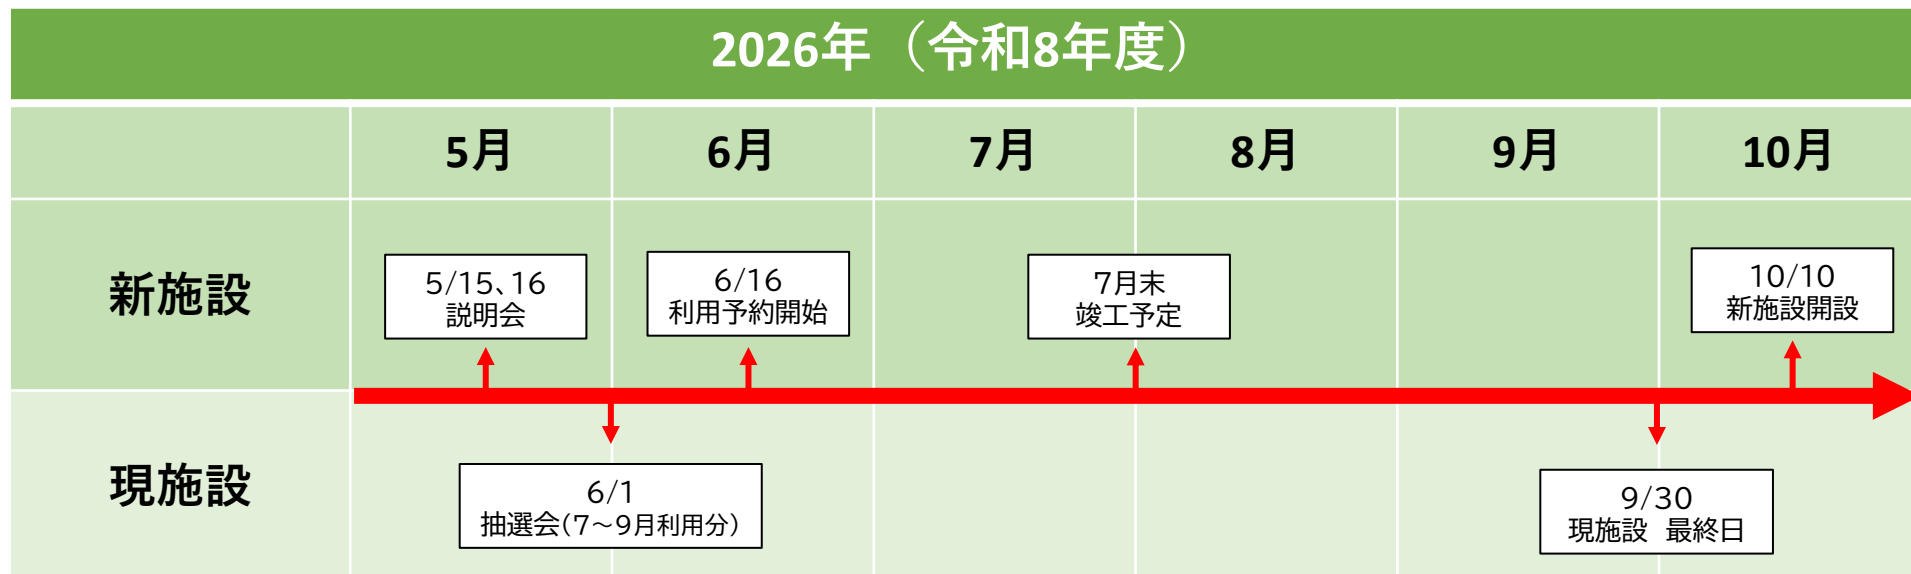 2026年（令和8年度）
5月
6月
7月
8月
9月
10月
新施設
5/15、16
説明会
6/16
利用予約開始
7月末
竣工予定
10/10
新施設開設
現施設
6/1
抽選会(7～9月利用分)
9/30
現施設　最終日